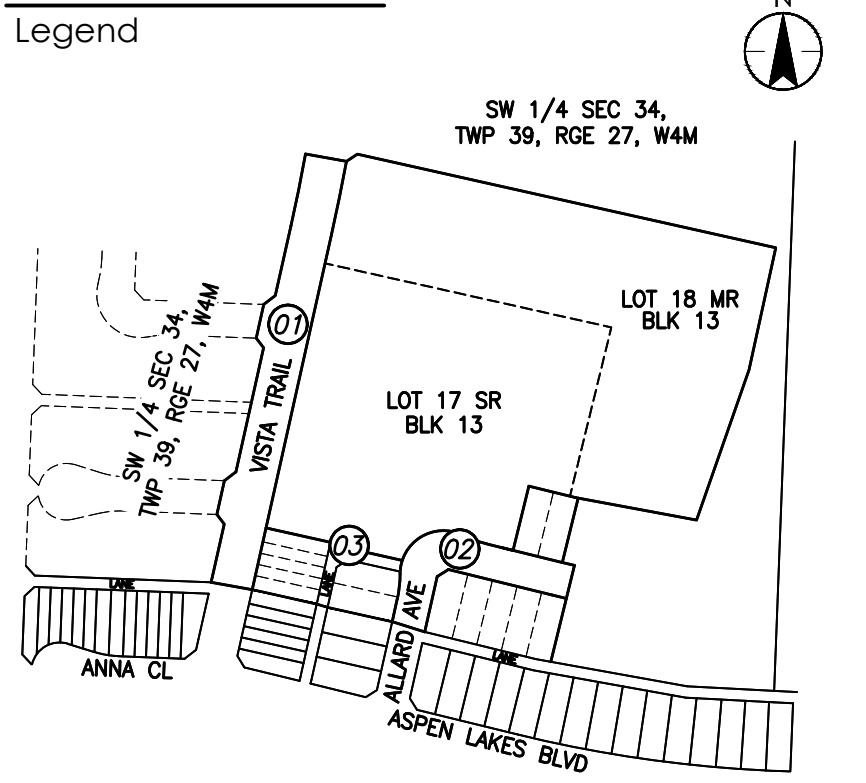 Legend
N
SW 1/4 SEC 34,
TWP 39, RGE 27, W4M
LOT 18 MR
BLK 13
SW 1/4 SEC 34,
TWP 39, RGE 27, W4M
01
VISTA TRAIL
LOT 17 SR
BLK 13
03
02
LANE
LANE
ALLARD AVE
LANE
ANNA CL
ASPEN LAKES BLVD